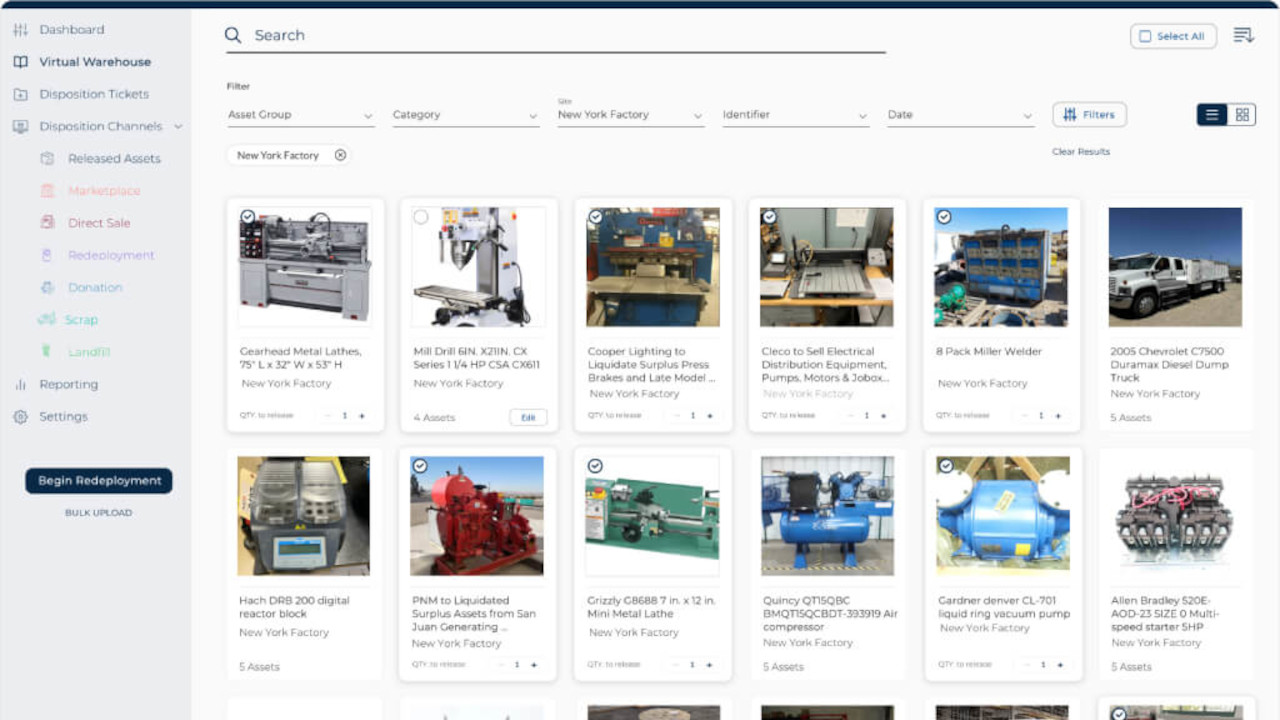 Dashboard
Virtual Warehouse
Disposition Tickets
Disposition Channels
Released Assets
Marketplace
Direct Sale
Redeployment
Donation
Scrap
Landfill
Reporting
Settings
Begin Redeployment
BULK UPLOAD
Search
Select All
Filter
Asset Group
Category
Site
New York Factory
Identifier
Date
Filters
New York Factory
Clear Results
Gearhead Metal Lathes,
75" L x 32" W x 53" H
New York Factory
QTY. to release
1
Mill Drill 6IN. XZ11N. CX
Series 1 1/4 HP CSA CX611
New York Factory
4 Assets
Edit
Cooper Lighting to
Liquidate Surplus Press
Brakes and Late Model ...
New York Factory
QTY. to release
1
Cleco to Sell Electrical
Distribution Equipment,
Pumps, Motors & Jobox...
New York Factory
QTY. to release
1
8 Pack Miller Welder
New York Factory
QTY. to release
1
2005 Chevrolet C7500
Duramax Diesel Dump
Truck
New York Factory
5 Assets
Hach DRB 200 digital
reactor block
New York Factory
5 Assets
PNM to Liquidated
Surplus Assets from San
Juan Generating ...
New York Factory
QTY. to release
1
Grizzly G8688 7 in. x 12 in.
Mini Metal Lathe
New York Factory
QTY. to release
1
Quincy QT15QBC
BMQT15QCBDT-393919 Air
compressor
New York Factory
5 Assets
Gardner denver CL-701
liquid ring vacuum pump
New York Factory
QTY. to release
1
Allen Bradley 520E-
AOD-23 SIZE 0 Multi-
speed starter 5HP
New York Factory
5 Assets